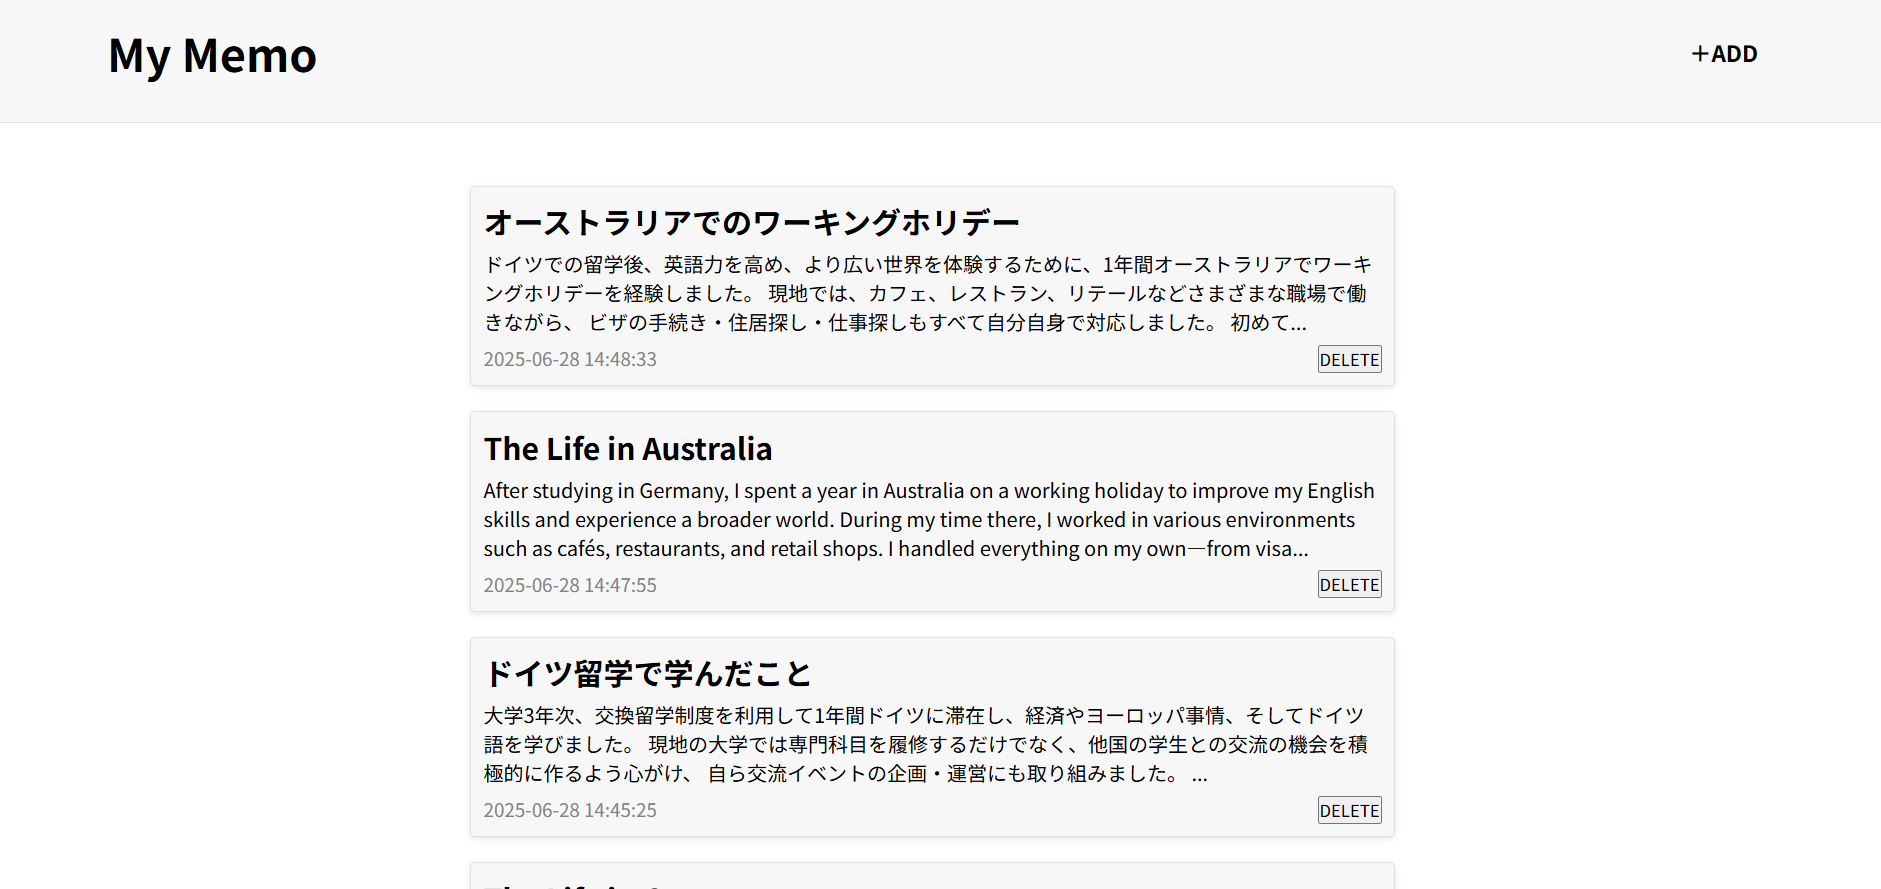 My Memo
＋ADD
オーストラリアでのワーキングホリデー
ドイツでの留学後、英語力を高め、より広い世界を体験するために、1年間オーストラリアでワーキ
ングホリデーを経験しました。 現地では、カフェ、レストラン、リテールなどさまざまな職場で働
きながら、 ビザの手続き・住居探し・仕事探しもすべて自分自身で対応しました。 初めて...
2025-06-28 14:48:33
DELETE
The Life in Australia
After studying in Germany, I spent a year in Australia on a working holiday to improve my English
skills and experience a broader world. During my time there, I worked in various environments
such as cafés, restaurants, and retail shops. I handled everything on my own—from visa...
2025-06-28 14:47:55
DELETE
ドイツ留学で学んだこと
大学3年次、交換留学制度を利用して1年間ドイツに滞在し、経済やヨーロッパ事情、そしてドイツ
語を学びました。 現地の大学では専門科目を履修するだけでなく、他国の学生との交流の機会を積
極的に作るよう心がけ、 自ら交流イベントの企画・運営にも取り組みました。 ...
2025-06-28 14:45:25
DELETE